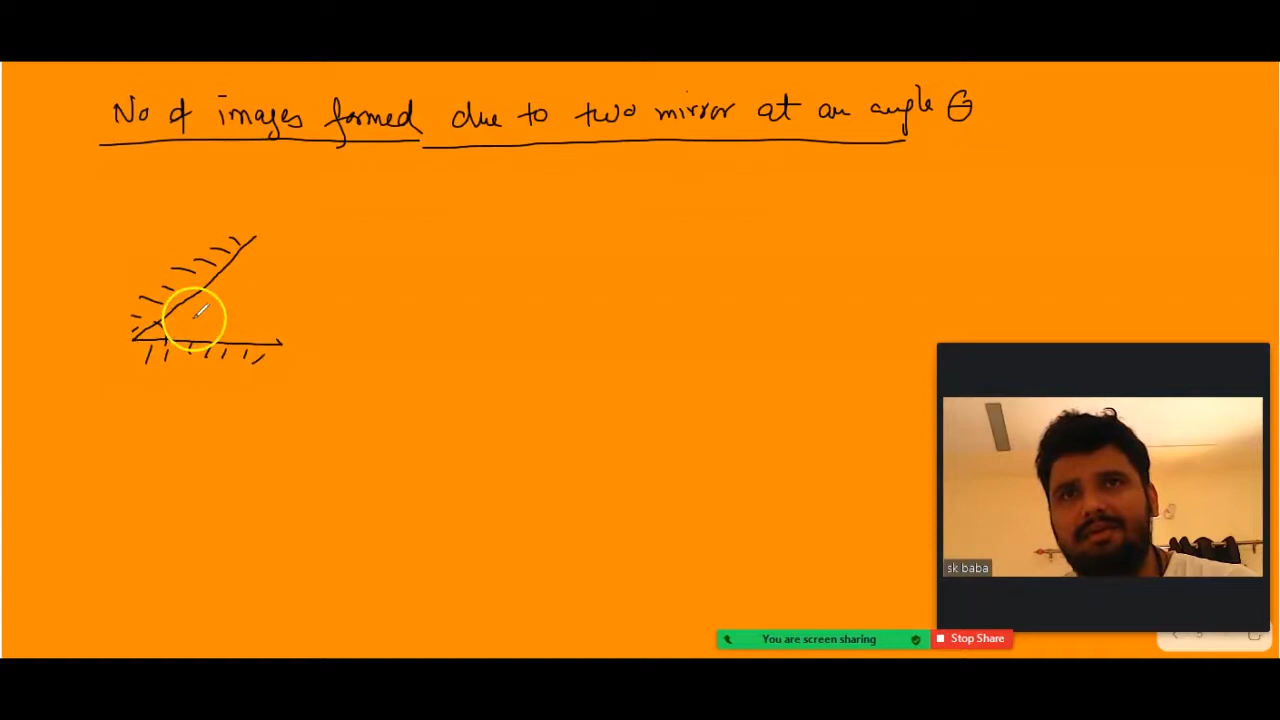 No of images formed due to two mirror at an angle θ
sk baba
You are screen sharing
Stop Share
5